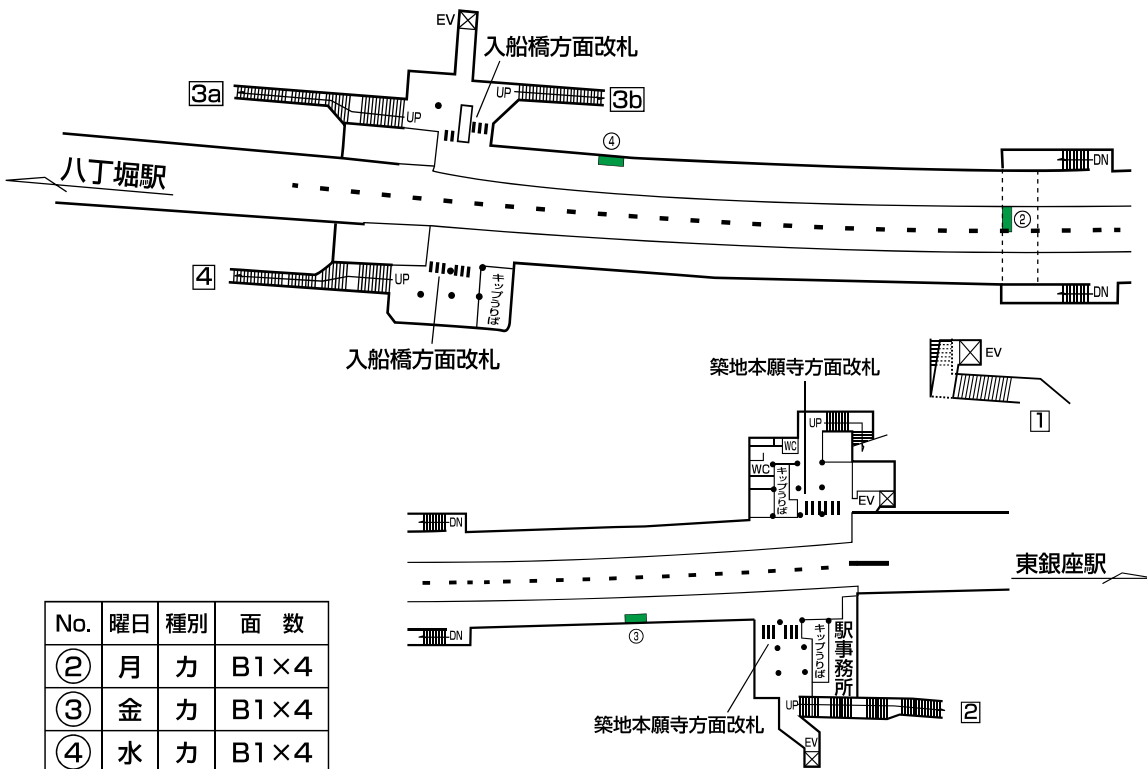 EV
入船橋方面改札
3a
UP
UP
3b
④
八丁堀駅
DN
②
4
UP
キップうりば
DN
入船橋方面改札
EV
1
築地本願寺方面改札
UP
WC
WC
キップうりば
EV
DN
東銀座駅
DN
③
キップうりば
駅事務所
築地本願寺方面改札
UP
2
EV
No. 曜日 種別 面 数
② 月 カ B1×4
③ 金 カ B1×4
④ 水 カ B1×4